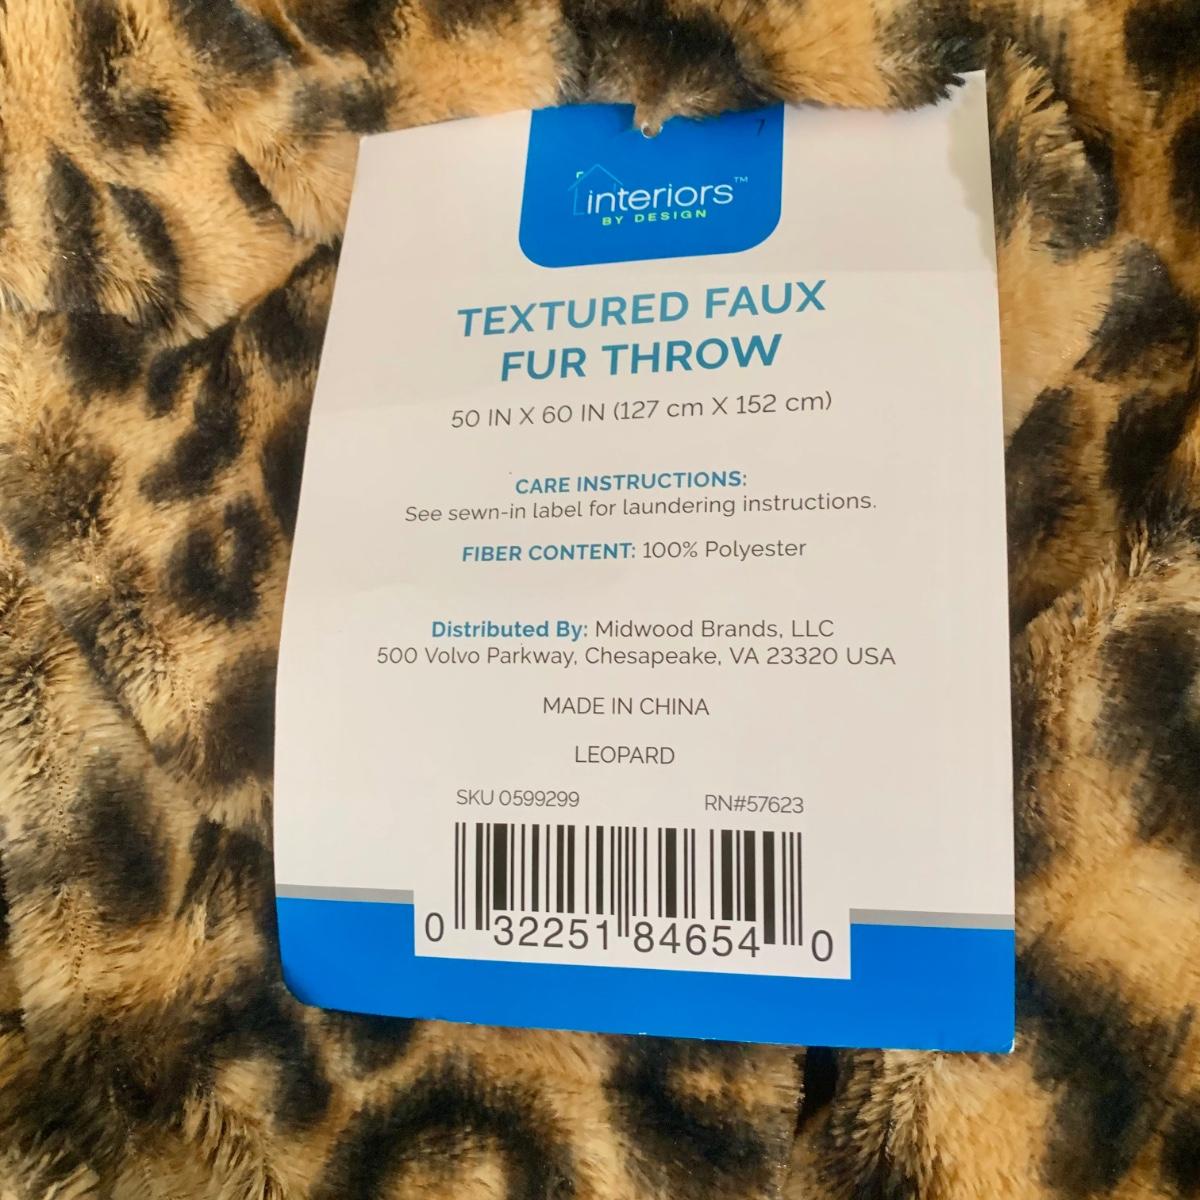 7
interiors™
BY DESIGN
TEXTURED FAUX
FUR THROW
50 IN X 60 IN (127 cm X 152 cm)
CARE INSTRUCTIONS:
See sewn-in label for laundering instructions.
FIBER CONTENT: 100% Polyester
Distributed By: Midwood Brands, LLC
500 Volvo Parkway, Chesapeake, VA 23320 USA
MADE IN CHINA
LEOPARD
SKU 0599299 RN#57623
0 32251 84654 0